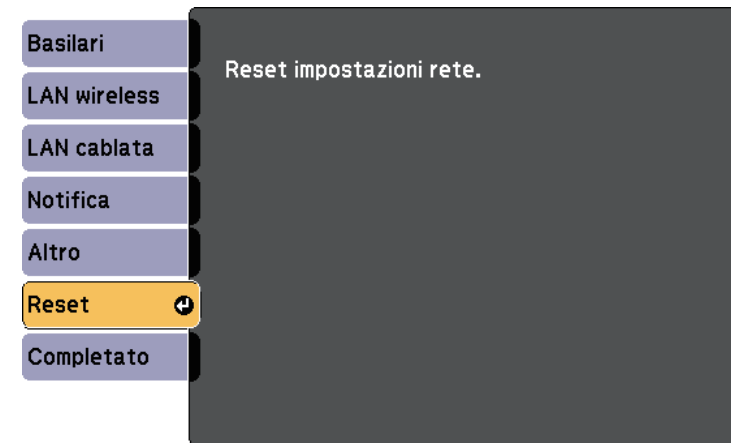 Basilari
Reset impostazioni rete.
LAN wireless
LAN cablata
Notifica
Altro
Reset
Completato